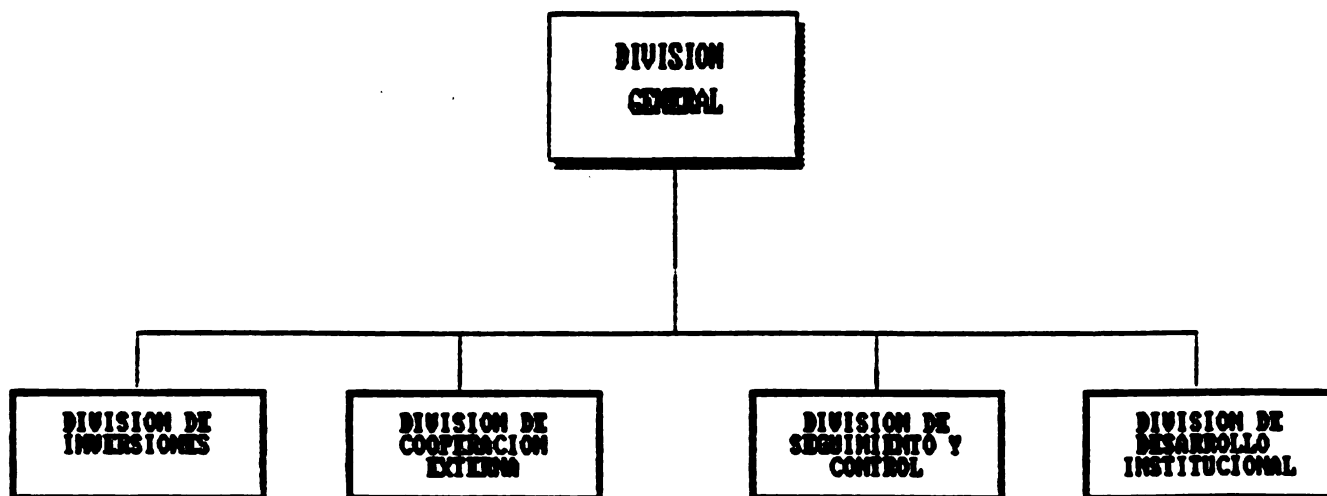 DIVISION
GENERAL
DIVISION DE
INVERSIONES
DIVISION DE
COOPERACION
EXTERNA
DIVISION DE
SEGUIMIENTO Y
CONTROL
DIVISION DE
DESARROLLO
INSTITUCIONAL